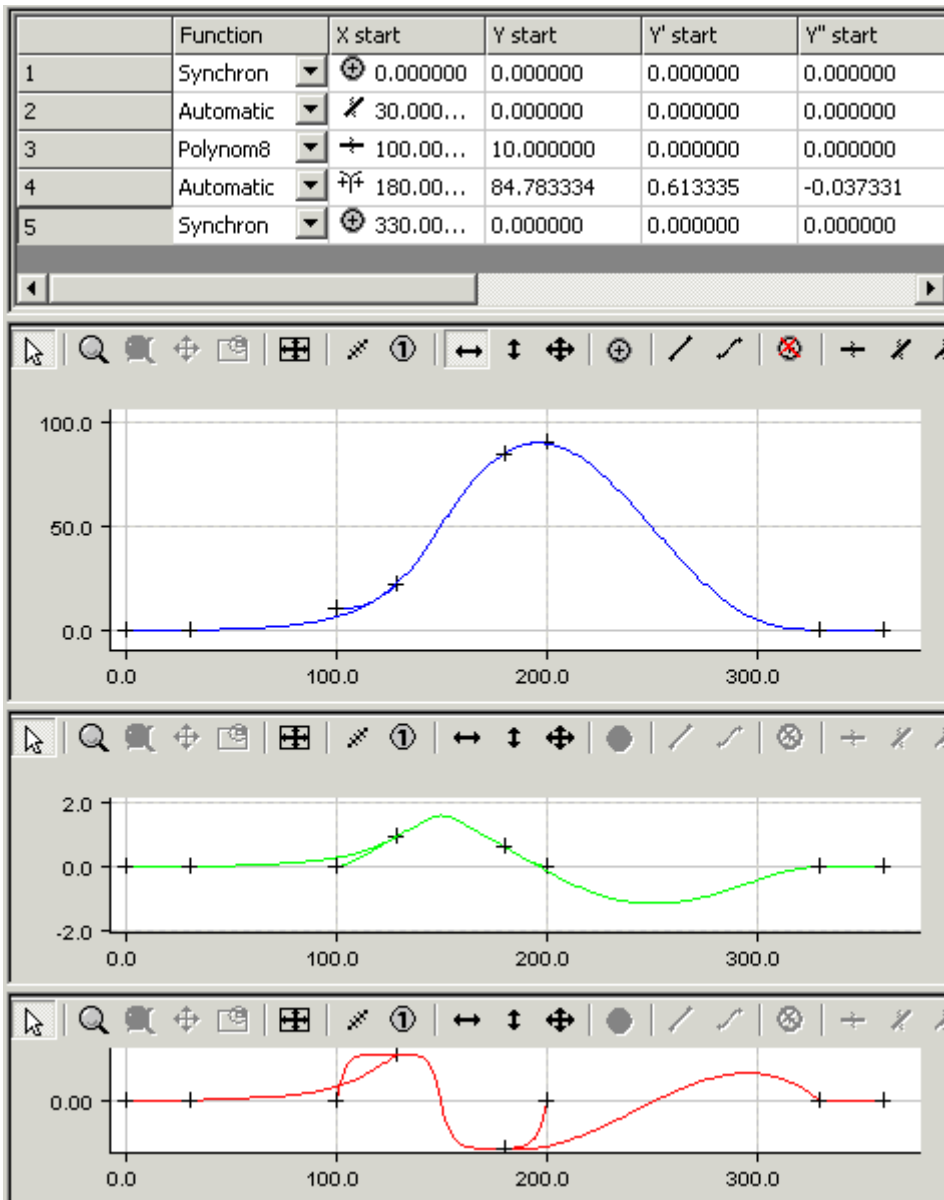 Function X start Y start Y' start Y" start
1 Synchron 0.000000 0.000000 0.000000 0.000000
2 Automatic 30.000... 0.000000 0.000000 0.000000
3 Polynom8 100.00... 10.000000 0.000000 0.000000
4 Automatic 180.00... 84.783334 0.613335 -0.037331
5 Synchron 330.00... 0.000000 0.000000 0.000000
1
100.0
50.0
0.0
0.0 100.0 200.0 300.0
1
2.0
0.0
-2.0
0.0 100.0 200.0 300.0
1
0.00
0.0 100.0 200.0 300.0